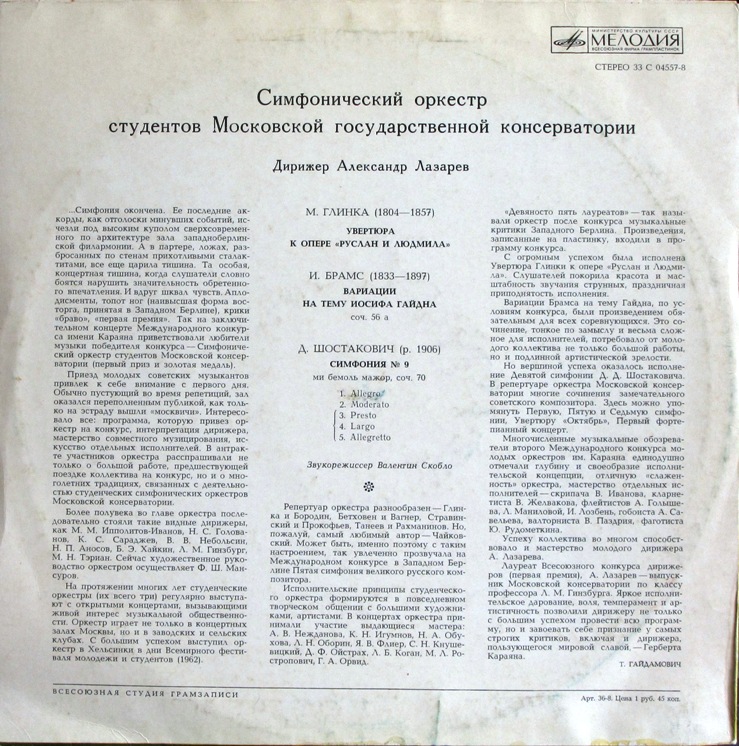 МИНИСТЕРСТВО КУЛЬТУРЫ СССР
МЕЛОДИЯ
ВСЕСОЮЗНАЯ ФИРМА ГРАМПЛАСТИНОК
СТЕРЕО 33 С 04557-8
Симфонический оркестр
студентов Московской государственной консерватории
Дирижер Александр Лазарев
...Симфония окончена. Ее последние ак-
корды, как отголоски минувших событий, ис-
чезли под высоким куполом сверхсовремен-
ного по архитектуре зала западноберлин-
ской филармонии. А в партере, ложах, раз-
бросанных по стенам прихотливыми сталак-
титами, все еще царила тишина. Та особая,
концертная тишина, когда слушатели словно
боятся нарушить значительность обретенно-
го впечатления. И вдруг шквал чувств. Апло-
дисменты, топот ног (наивысшая форма вос-
торга, принятая в Западном Берлине), крики
«браво», «первая премия». Так на заключи-
тельном концерте Международного конкур-
са имени Караяна приветствовали любители
музыки победителя конкурса — Симфониче-
ский оркестр студентов Московской консер-
ватории (первый приз и золотая медаль).
Приезд молодых советских музыкантов
привлек к себе внимание с первого дня.
Обычно пустующий во время репетиций, зал
оказался переполненным публикой, как толь-
ко на эстраду вышли «москвичи». Интересо-
вало все: программа, которую привез ор-
кестр на конкурс, интерпретация дирижера,
мастерство совместного музицирования, ис-
кусство отдельных исполнителей. В антрак-
те участников оркестра расспрашивали не
только о большой работе, предшествующей
поездке коллектива на конкурс, но и о мно-
голетних традициях, связанных с деятельно-
стью студенческих симфонических оркестров
Московской консерватории.
Более полувека во главе оркестра после-
довательно стояли такие видные дирижеры,
как М. М. Ипполитов-Иванов, Н. С. Голова-
нов, К. С. Сараджев, В. В. Небольсин,
Н. П. Аносов, Б. Э. Хайкин, Л. М. Гинзбург,
М. Н. Тэриан. Сейчас художественное руко-
водство оркестром осуществляет Ф. Ш. Ман-
суров.
На протяжении многих лет студенческие
оркестры (их всего три) регулярно выступа-
ют с открытыми концертами, вызывающими
живой интерес музыкальной общественно-
сти. Оркестр играет не только в концертных
залах Москвы, но и в заводских и сельских
клубах. С большим успехом выступил ор-
кестр в Хельсинки в дни Всемирного фести-
валя молодежи и студентов (1962).
М. ГЛИНКА (1804—1857)
УВЕРТЮРА
К ОПЕРЕ «РУСЛАН И ЛЮДМИЛА»
И. БРАМС (1833—1897)
ВАРИАЦИИ
НА ТЕМУ ИОСИФА ГАЙДНА
соч. 56 а
Д. ШОСТАКОВИЧ (р. 1906)
СИМФОНИЯ № 9
ми бемоль мажор, соч. 70
1. Allegro
2. Moderato
3. Presto
4. Largo
5. Allegretto
Звукорежиссер Валентин Скобло
Репертуар оркестра разнообразен — Глин-
ка и Бородин, Бетховен и Вагнер, Стравин-
ский и Прокофьев, Танеев и Рахманинов. Но,
пожалуй, самый любимый автор — Чайков-
ский. Может быть, именно поэтому с таким
настроением, так увлеченно прозвучала на
Международном конкурсе в Западном Бер-
лине Пятая симфония великого русского ком-
позитора.
Исполнительские принципы студенческо-
го оркестра формируются в повседневном
творческом общении с большими художни-
ками, артистами. В концертах оркестра при-
нимали участие выдающиеся мастера:
А. В. Нежданова, К. Н. Игумнов, Н. А. Обу-
хова, Л. Н. Оборин, Я. В. Флиер, С. Н. Кнуше-
вицкий, Д. Ф. Ойстрах, Л. Б. Коган, М. Л. Ро-
стропович, Г. А. Орвид.
«Девяносто пять лауреатов» — так назы-
вали оркестр после конкурса музыкальные
критики Западного Берлина. Произведения,
записанные на пластинку, входили в про-
грамму конкурса.
С огромным успехом была исполнена
Увертюра Глинки к опере «Руслан и Людми-
ла». Слушателей покорила красота и мас-
штабность звучания струнных, праздничная
приподнятость исполнения.
Вариации Брамса на тему Гайдна, по ус-
ловиям конкурса, были произведением обя-
зательным для всех соревнующихся. Это со-
чинение, тонкое по замыслу и весьма слож-
ное для исполнителей, потребовало от моло-
дого коллектива не только большой работы,
но и подлинной артистической зрелости.
Но вершиной успеха оказалось исполне-
ние Девятой симфонии Д. Д. Шостаковича.
В репертуаре оркестра Московской консер-
ватории многие сочинения замечательного
советского композитора. Здесь можно упо-
мянуть Первую, Пятую и Седьмую симфо-
нии, Увертюру «Октябрь», Первый форте-
пианный концерт.
Многочисленные музыкальные обозрева-
тели второго Международного конкурса мо-
лодых оркестров им. Караяна единодушно
отмечали глубину и своеобразие исполни-
тельской концепции, отличную «слажен-
ность» оркестра, мастерство отдельных ис-
полнителей — скрипача В. Иванова, кларне-
тиста В. Желвакова, флейтистов А. Гольше-
ва, Л. Маниловой, И. Лозбень, гобоиста А. Са-
вельева, валторниста В. Паздрия, фаготиста
Ю. Рудометкина.
Успеху коллектива во многом способст-
вовало и мастерство молодого дирижера
А. Лазарева.
Лауреат Всесоюзного конкурса дириже-
ров (первая премия), А. Лазарев — выпуск-
ник Московской консерватории по классу
профессора Л. М. Гинзбурга. Яркое исполни-
тельское дарование, воля, темперамент и ар-
тистичность позволили дирижеру не только
с большим успехом провести всю програм-
му, но и завоевать себе признание у самых
строгих критиков, включая и дирижера,
пользующегося мировой славой, — Герберта
Караяна.
Т. ГАЙДАМОВИЧ
ВСЕСОЮЗНАЯ СТУДИЯ ГРАМЗАПИСИ
Арт. 36-8. Цена 1 руб. 45 коп.